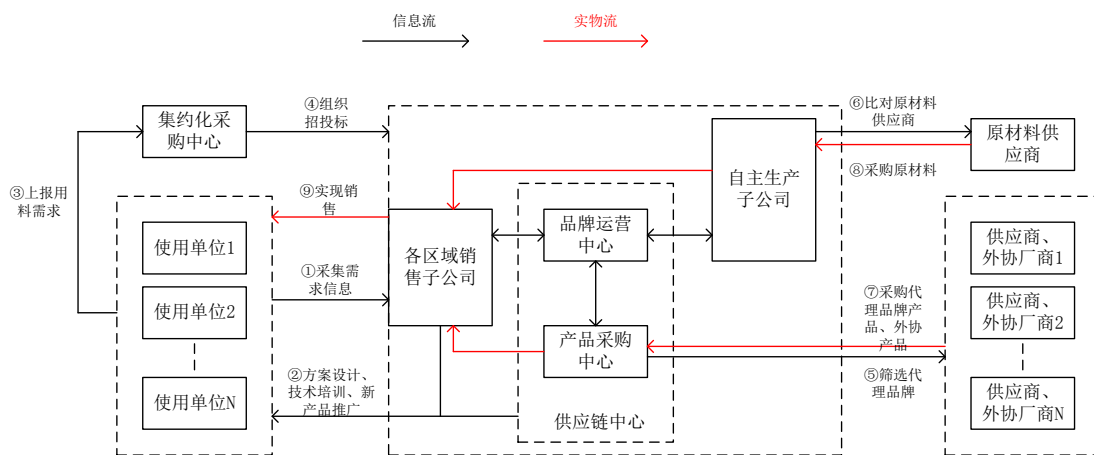 信息流
实物流
④组织
招投标
⑥比对原材料
供应商
集约化采
购中心
原材料供
应商
③上报用
料需求
⑨实现销
售
⑧采购原材料
自主生产
子公司
使用单位1
各区域销
售子公司
品牌运营
中心
供应商、
外协厂商1
①采集需
求信息
使用单位2
⑦采购代
理品牌产
品、外协
产品
供应商、
外协厂商2
产品采购
中心
②方案设计、
技术培训、新
产品推广
⑤筛选代
理品牌
使用单位N
供应链中心
供应商、
外协厂商N